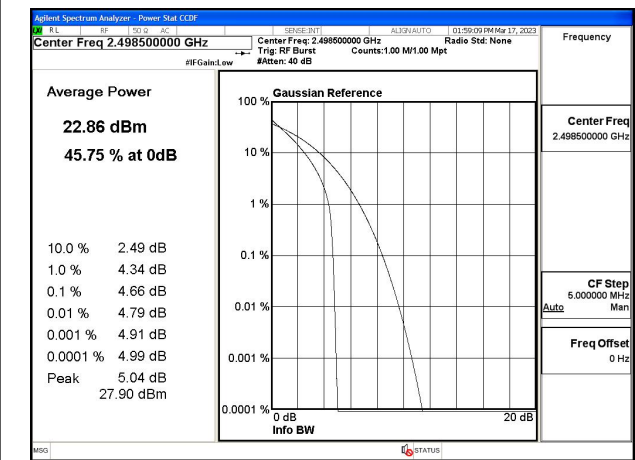 Agilent Spectrum Analyzer - Power Stat CCDF
RL RF 50 Ω AC SENSE:INT ALIGN AUTO 01:59:09 PM Mar 17, 2023
Center Freq 2.498500000 GHz
Center Freq: 2.498500000 GHz Radio Std: None
Trig: RF Burst Counts:1.00 M/1.00 Mpt
#IFGain:Low #Atten: 40 dB
Frequency
Average Power
22.86 dBm
45.75 % at 0dB
10.0 % 2.49 dB
1.0 % 4.34 dB
0.1 % 4.66 dB
0.01 % 4.79 dB
0.001 % 4.91 dB
0.0001 % 4.99 dB
Peak 5.04 dB
27.90 dBm
Gaussian Reference
100 %
10 %
1 %
0.1 %
0.01 %
0.001 %
0.0001 %
0 dB 20 dB
Info BW
Center Freq
2.498500000 GHz
CF Step
5.000000 MHz
Auto Man
Freq Offset
0 Hz
MSG STATUS